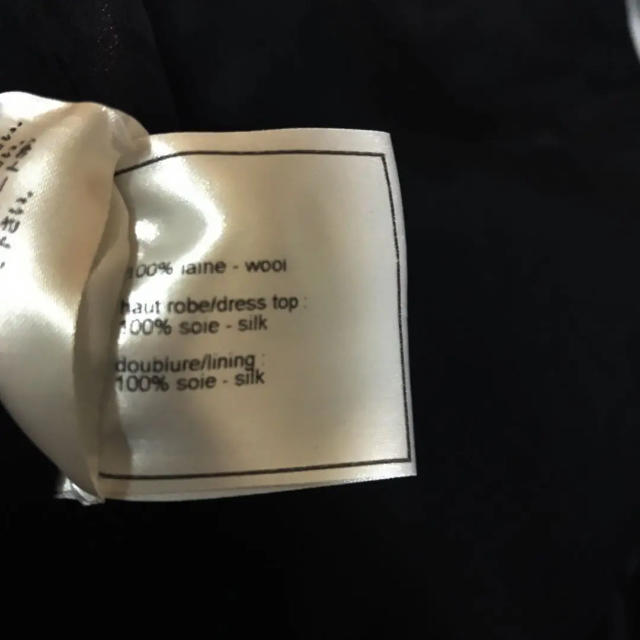 100% laine - wool
haut robe/dress top :
100% soie - silk
doublure/lining :
100% soie - silk